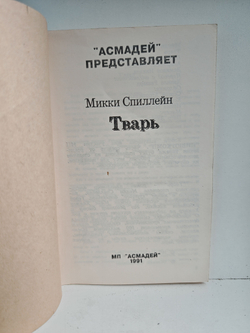 "АСМАДЕЙ"
ПРЕДСТАВЛЯЕТ
Микки Спиллейн
Тварь
МП "АСМАДЕЙ"
1991